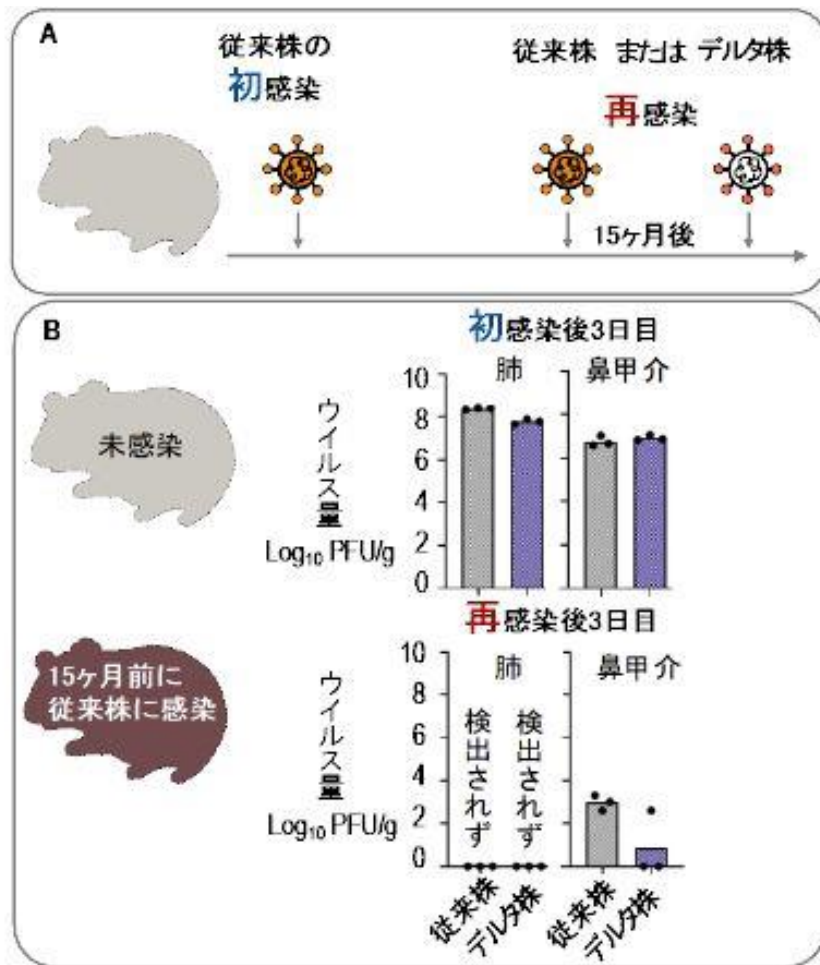 A
従来株の
初感染
従来株 または デルタ株
再感染
15ヶ月後
B
初感染後3日目
未感染
ウイルス量
Log₁₀ PFU/g
肺
鼻甲介
10
8
6
4
2
0
再感染後3日目
15ヶ月前に
従来株に感染
ウイルス量
Log₁₀ PFU/g
肺
鼻甲介
10
8
6
4
2
0
検出されず
検出されず
従来株
デルタ株
従来株
デルタ株